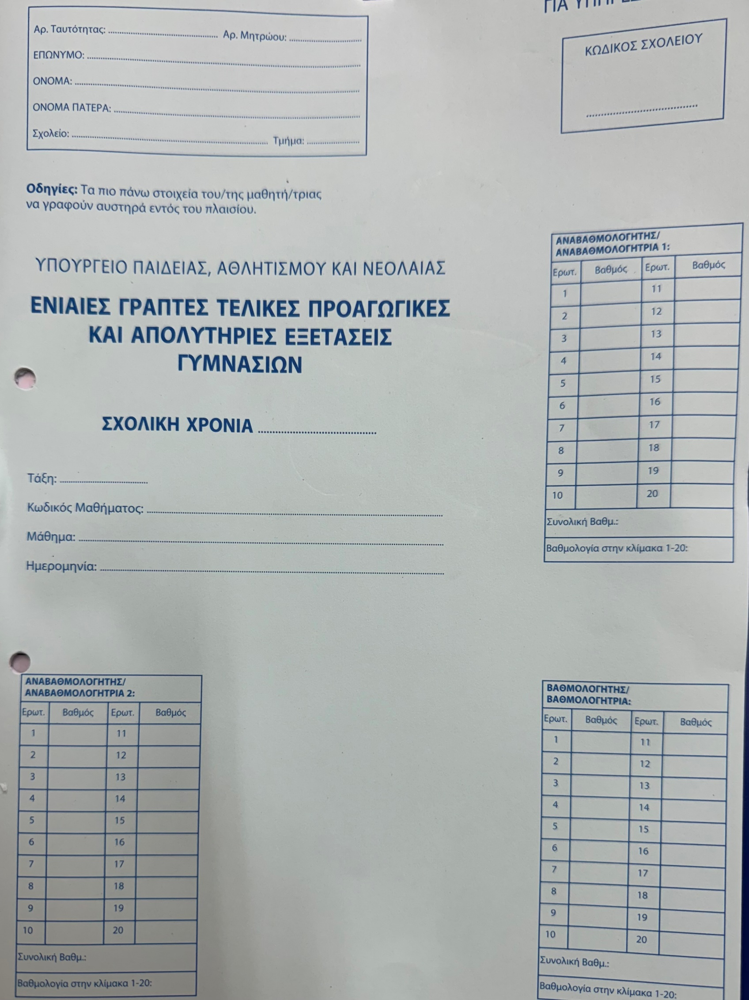 ΓΙΑ
Αρ. Ταυτότητας: ........................ Αρ. Μητρώου: ........................
ΕΠΩΝΥΜΟ: ........................
ΟΝΟΜΑ: ........................
ΟΝΟΜΑ ΠΑΤΕΡΑ: ........................
Σχολείο: ........................ Τμήμα: ........................
ΚΩΔΙΚΟΣ ΣΧΟΛΕΙΟΥ
........................
Οδηγίες: Τα πιο πάνω στοιχεία του/της μαθητή/τριας
να γραφούν αυστηρά εντός του πλαισίου.
ΥΠΟΥΡΓΕΙΟ ΠΑΙΔΕΙΑΣ, ΑΘΛΗΤΙΣΜΟΥ ΚΑΙ ΝΕΟΛΑΙΑΣ
ΕΝΙΑΙΕΣ ΓΡΑΠΤΕΣ ΤΕΛΙΚΕΣ ΠΡΟΑΓΩΓΙΚΕΣ
ΚΑΙ ΑΠΟΛΥΤΗΡΙΕΣ ΕΞΕΤΑΣΕΙΣ
ΓΥΜΝΑΣΙΩΝ
ΣΧΟΛΙΚΗ ΧΡΟΝΙΑ ........................
Τάξη: ........................
Κωδικός Μαθήματος: ........................
Μάθημα: ........................
Ημερομηνία: ........................
ΑΝΑΒΑΘΜΟΛΟΓΗΤΗΣ/
ΑΝΑΒΑΘΜΟΛΟΓΗΤΡΙΑ 1:
Ερωτ. Βαθμός Ερωτ. Βαθμός
1 11
2 12
3 13
4 14
5 15
6 16
7 17
8 18
9 19
10 20
Συνολική Βαθμ.:
Βαθμολογία στην κλίμακα 1-20:
ΑΝΑΒΑΘΜΟΛΟΓΗΤΗΣ/
ΑΝΑΒΑΘΜΟΛΟΓΗΤΡΙΑ 2:
Ερωτ. Βαθμός Ερωτ. Βαθμός
1 11
2 12
3 13
4 14
5 15
6 16
7 17
8 18
9 19
10 20
Συνολική Βαθμ.:
Βαθμολογία στην κλίμακα 1-20:
ΒΑΘΜΟΛΟΓΗΤΗΣ/
ΒΑΘΜΟΛΟΓΗΤΡΙΑ:
Ερωτ. Βαθμός Ερωτ. Βαθμός
1 11
2 12
3 13
4 14
5 15
6 16
7 17
8 18
9 19
10 20
Συνολική Βαθμ.:
Βαθμολογία στην κλίμακα 1-20: